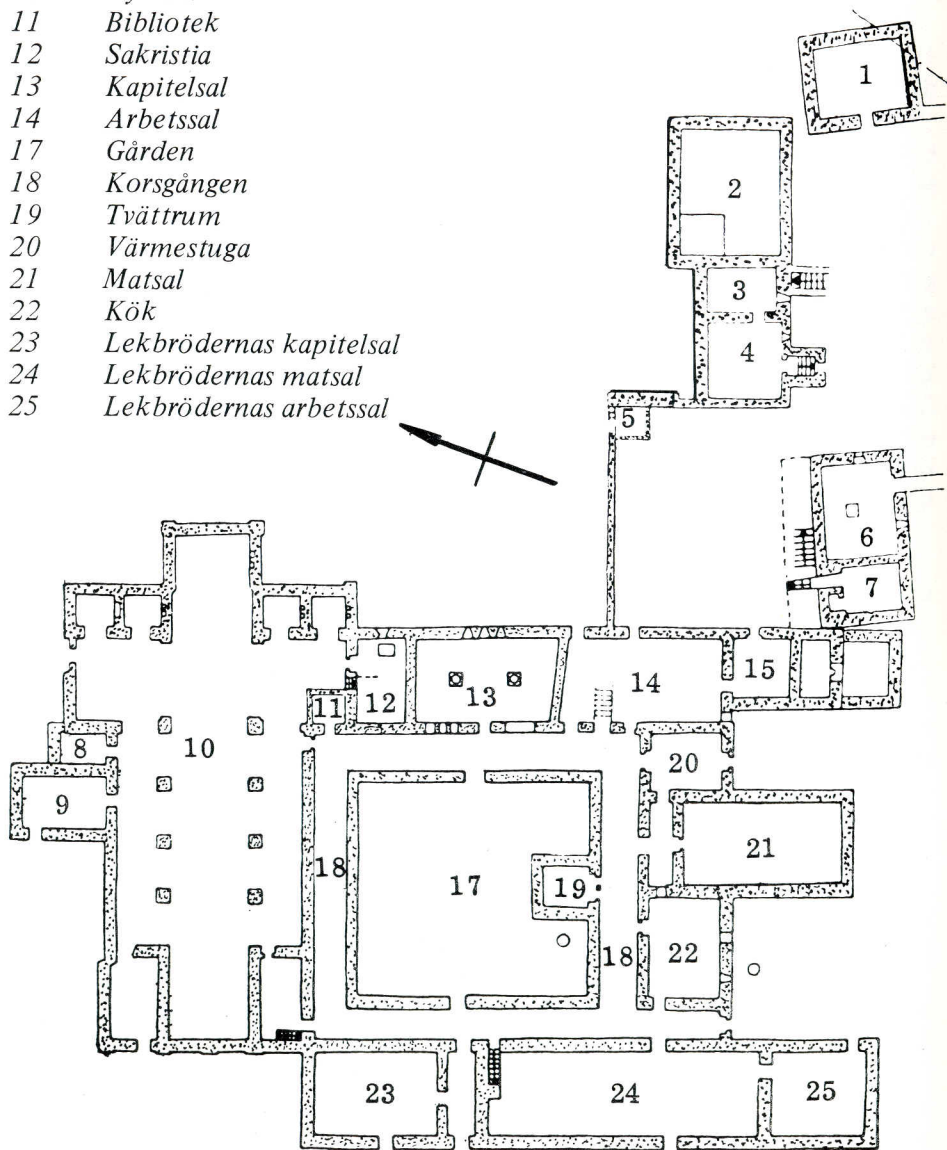 11 Bibliotek
12 Sakristia
13 Kapitelsal
14 Arbetssal
17 Gården
18 Korsgången
19 Tvättrum
20 Värmestuga
21 Matsal
22 Kök
23 Lekbrödernas kapitelsal
24 Lekbrödernas matsal
25 Lekbrödernas arbetssal
1
2
3
4
5
6
7
8
9
10
11
12
13
14
15
20
18
17
19
21
18
22
23
24
25